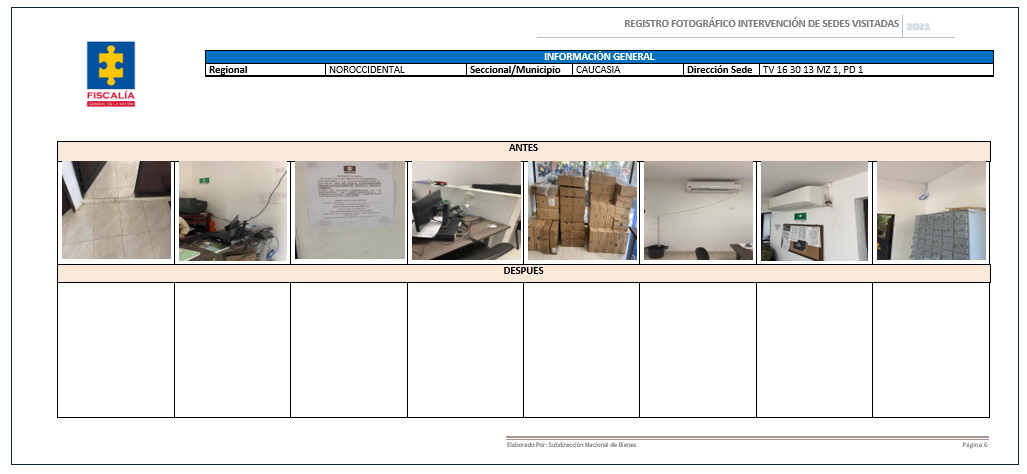 REGISTRO FOTOGRÁFICO INTERVENCIÓN DE SEDES VISITADAS 2021
FISCALÍA
GENERAL DE LA NACIÓN
INFORMACIÓN GENERAL
Regional NOROCCIDENTAL Seccional/Municipio CAUCASIA Dirección Sede TV 16 30 13 MZ 1, PD 1
ANTES
DESPUES
Elaborado Por: Subdirección Nacional de Bienes Página 6